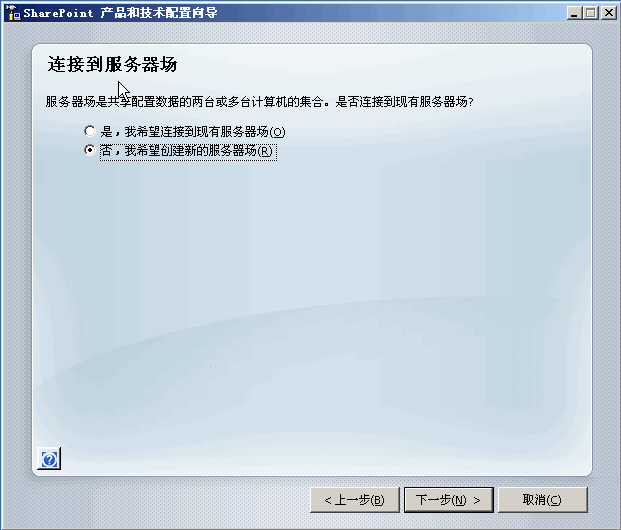 SharePoint 产品和技术配置向导
连接到服务器场
服务器场是共享配置数据的两台或多台计算机的集合。是否连接到现有服务器场?
是，我希望连接到现有服务器场(O)
否，我希望创建新的服务器场(R)
?
< 上一步(B)
下一步(N) >
取消(C)